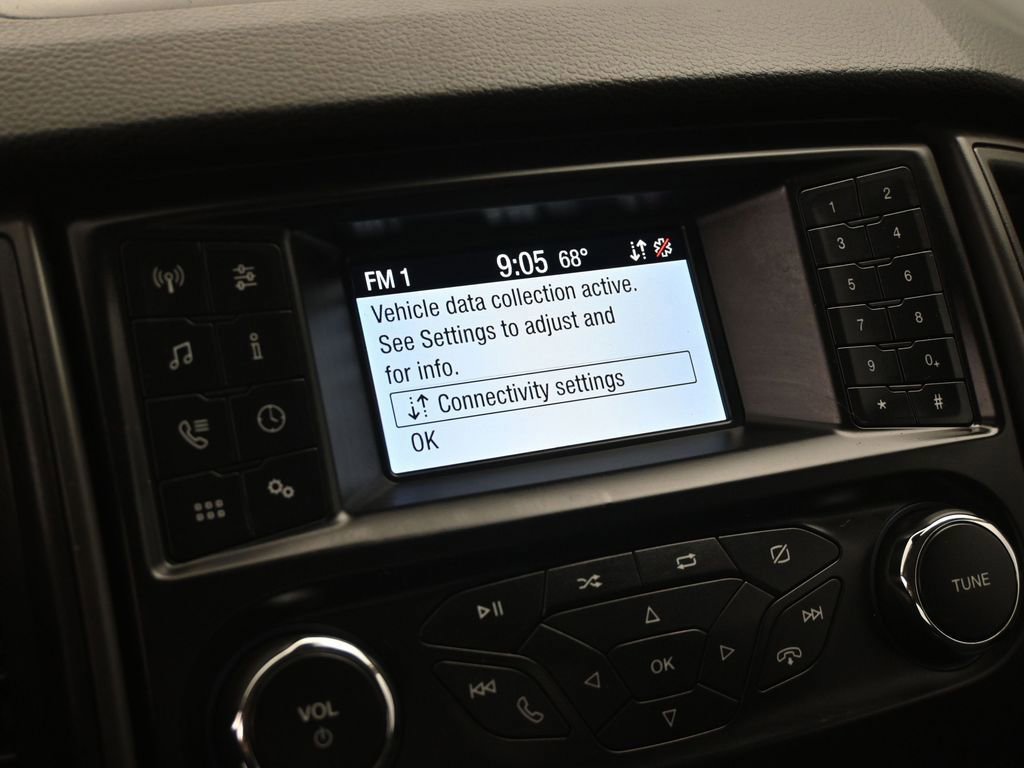 FM 1 9:05 68°
Vehicle data collection active.
See Settings to adjust and
for info.
Connectivity settings
OK
1 2
3 4
5 6
7 8
9 0+
* #
OK
VOL
TUNE